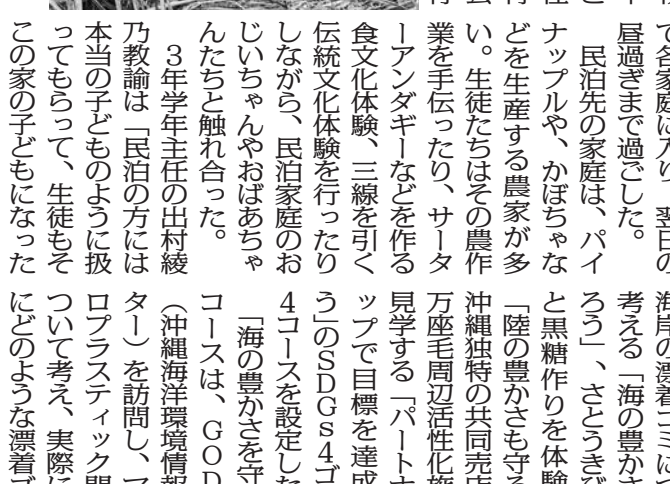 で各家庭に入り、翌日の
昼過ぎまで過ごした。
　民泊先の家庭は、パイ
ナップルや、かぼちゃな
どを生産する農家が多
い。生徒たちはその農作
業を手伝ったり、サータ
ーアンダギーなどを作る
食文化体験、三線を引く
伝統文化体験を行ったり
しながら、民泊家庭のお
じいちゃんやおばあちゃ
んたちと触れ合った。
　３年学年主任の出村綾
乃教諭は「民泊の方には
本当の子どものように扱
ってもらって、生徒もそ
この家の子どもになった
海岸の漂着ゴミに
考える「海の豊かさ
ろう」、さとうきび
と黒糖作りを体験
「陸の豊かさも守る
沖縄独特の共同売店
万座毛周辺活性化施
見学する「パートナ
ップで目標を達成
う」のＳＤＧｓ４ゴ
４コースを設定した
　「海の豊かさを守
コースは、ＧＯＤ
（沖縄海洋環境情報
ター）を訪問し、マ
ロプラスティック問
ついて考え、実際に
にどのような漂着ゴ